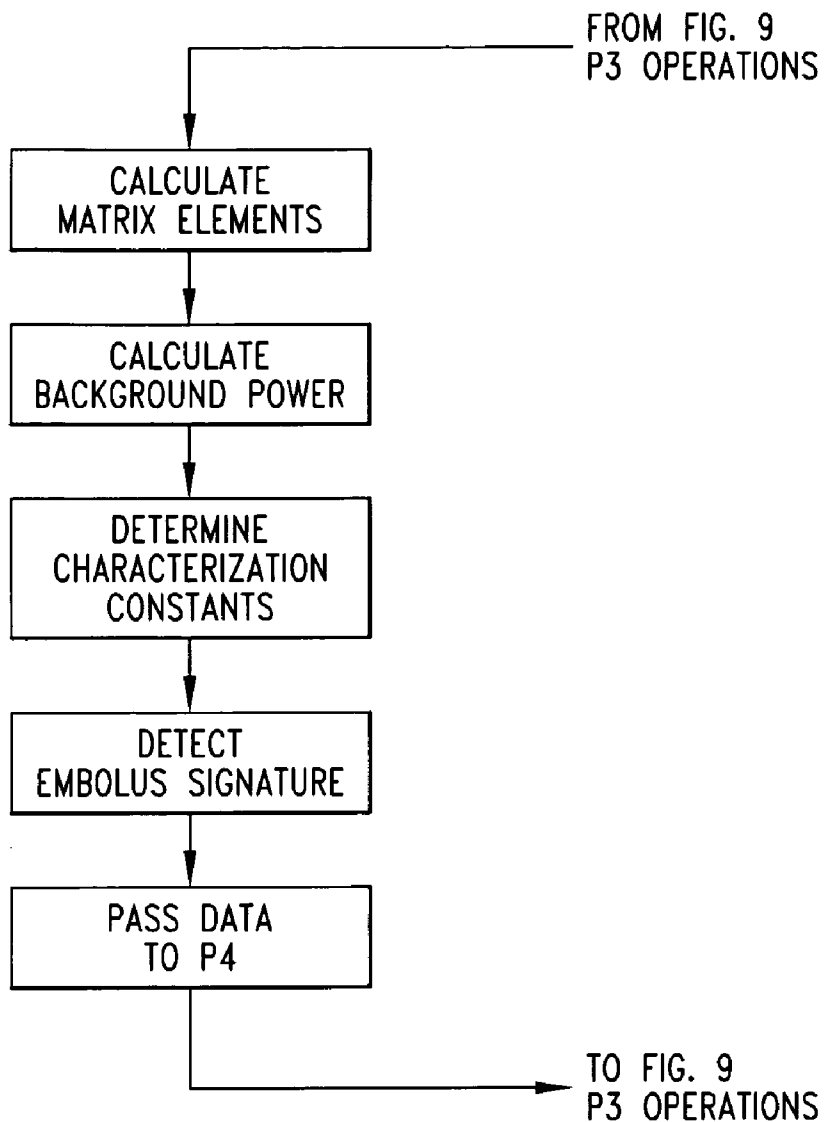 FROM FIG. 9
P3 OPERATIONS
CALCULATE
MATRIX ELEMENTS
CALCULATE
BACKGROUND POWER
DETERMINE
CHARACTERIZATION
CONSTANTS
DETECT
EMBOLUS SIGNATURE
PASS DATA
TO P4
TO FIG. 9
P3 OPERATIONS